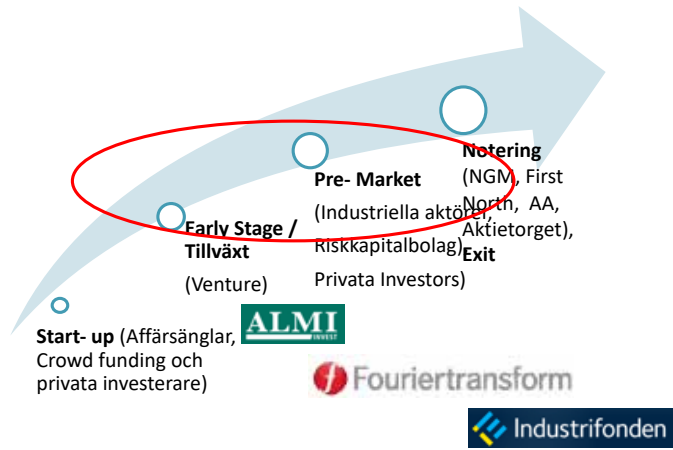 Notering
(NGM, First
North, AA,
Aktietorget),
Exit
Pre- Market
(Industriella aktörer,
Riskkapitalbolag)
Privata Investors)
Early Stage /
Tillväxt
(Venture)
Start- up (Affärsänglar,
Crowd funding och
privata investerare)
ALMI
INVEST
f Fouriertransform
Industrifonden